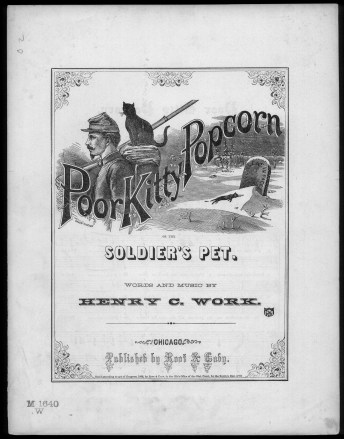 Poor Kitty Popcorn
OR THE
SOLDIER'S PET.
WORDS AND MUSIC BY
HENRY C. WORK.
CHICAGO,
Published by Root & Cady.
M 1640
W